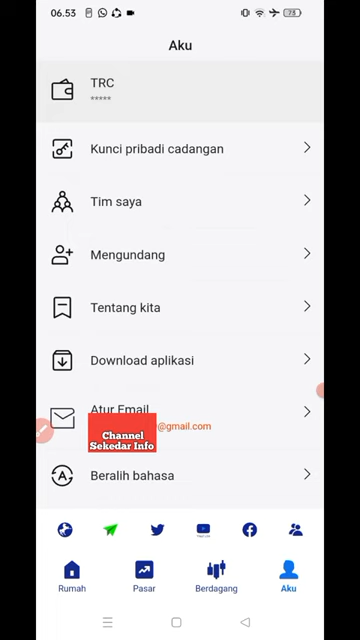 06.53
73
Aku
TRC
*****
Kunci pribadi cadangan
Tim saya
Mengundang
Tentang kita
Download aplikasi
Atur Email
@gmail.com
Channel
Sekedar Info
Beralih bahasa
Rumah
Pasar
Berdagang
Aku